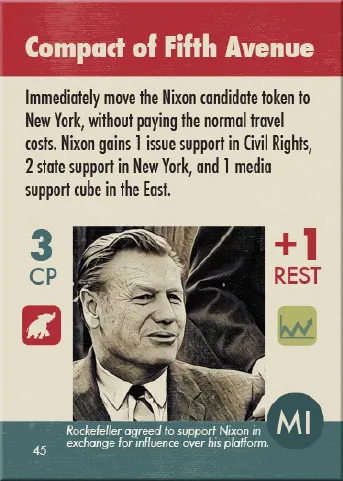 Compact of Fifth Avenue
Immediately move the Nixon candidate token to
New York, without paying the normal travel
costs. Nixon gains 1 issue support in Civil Rights,
2 state support in New York, and 1 media
support cube in the East.
3
CP
+1
REST
MI
Rockefeller agreed to support Nixon in
exchange for influence over his platform.
45